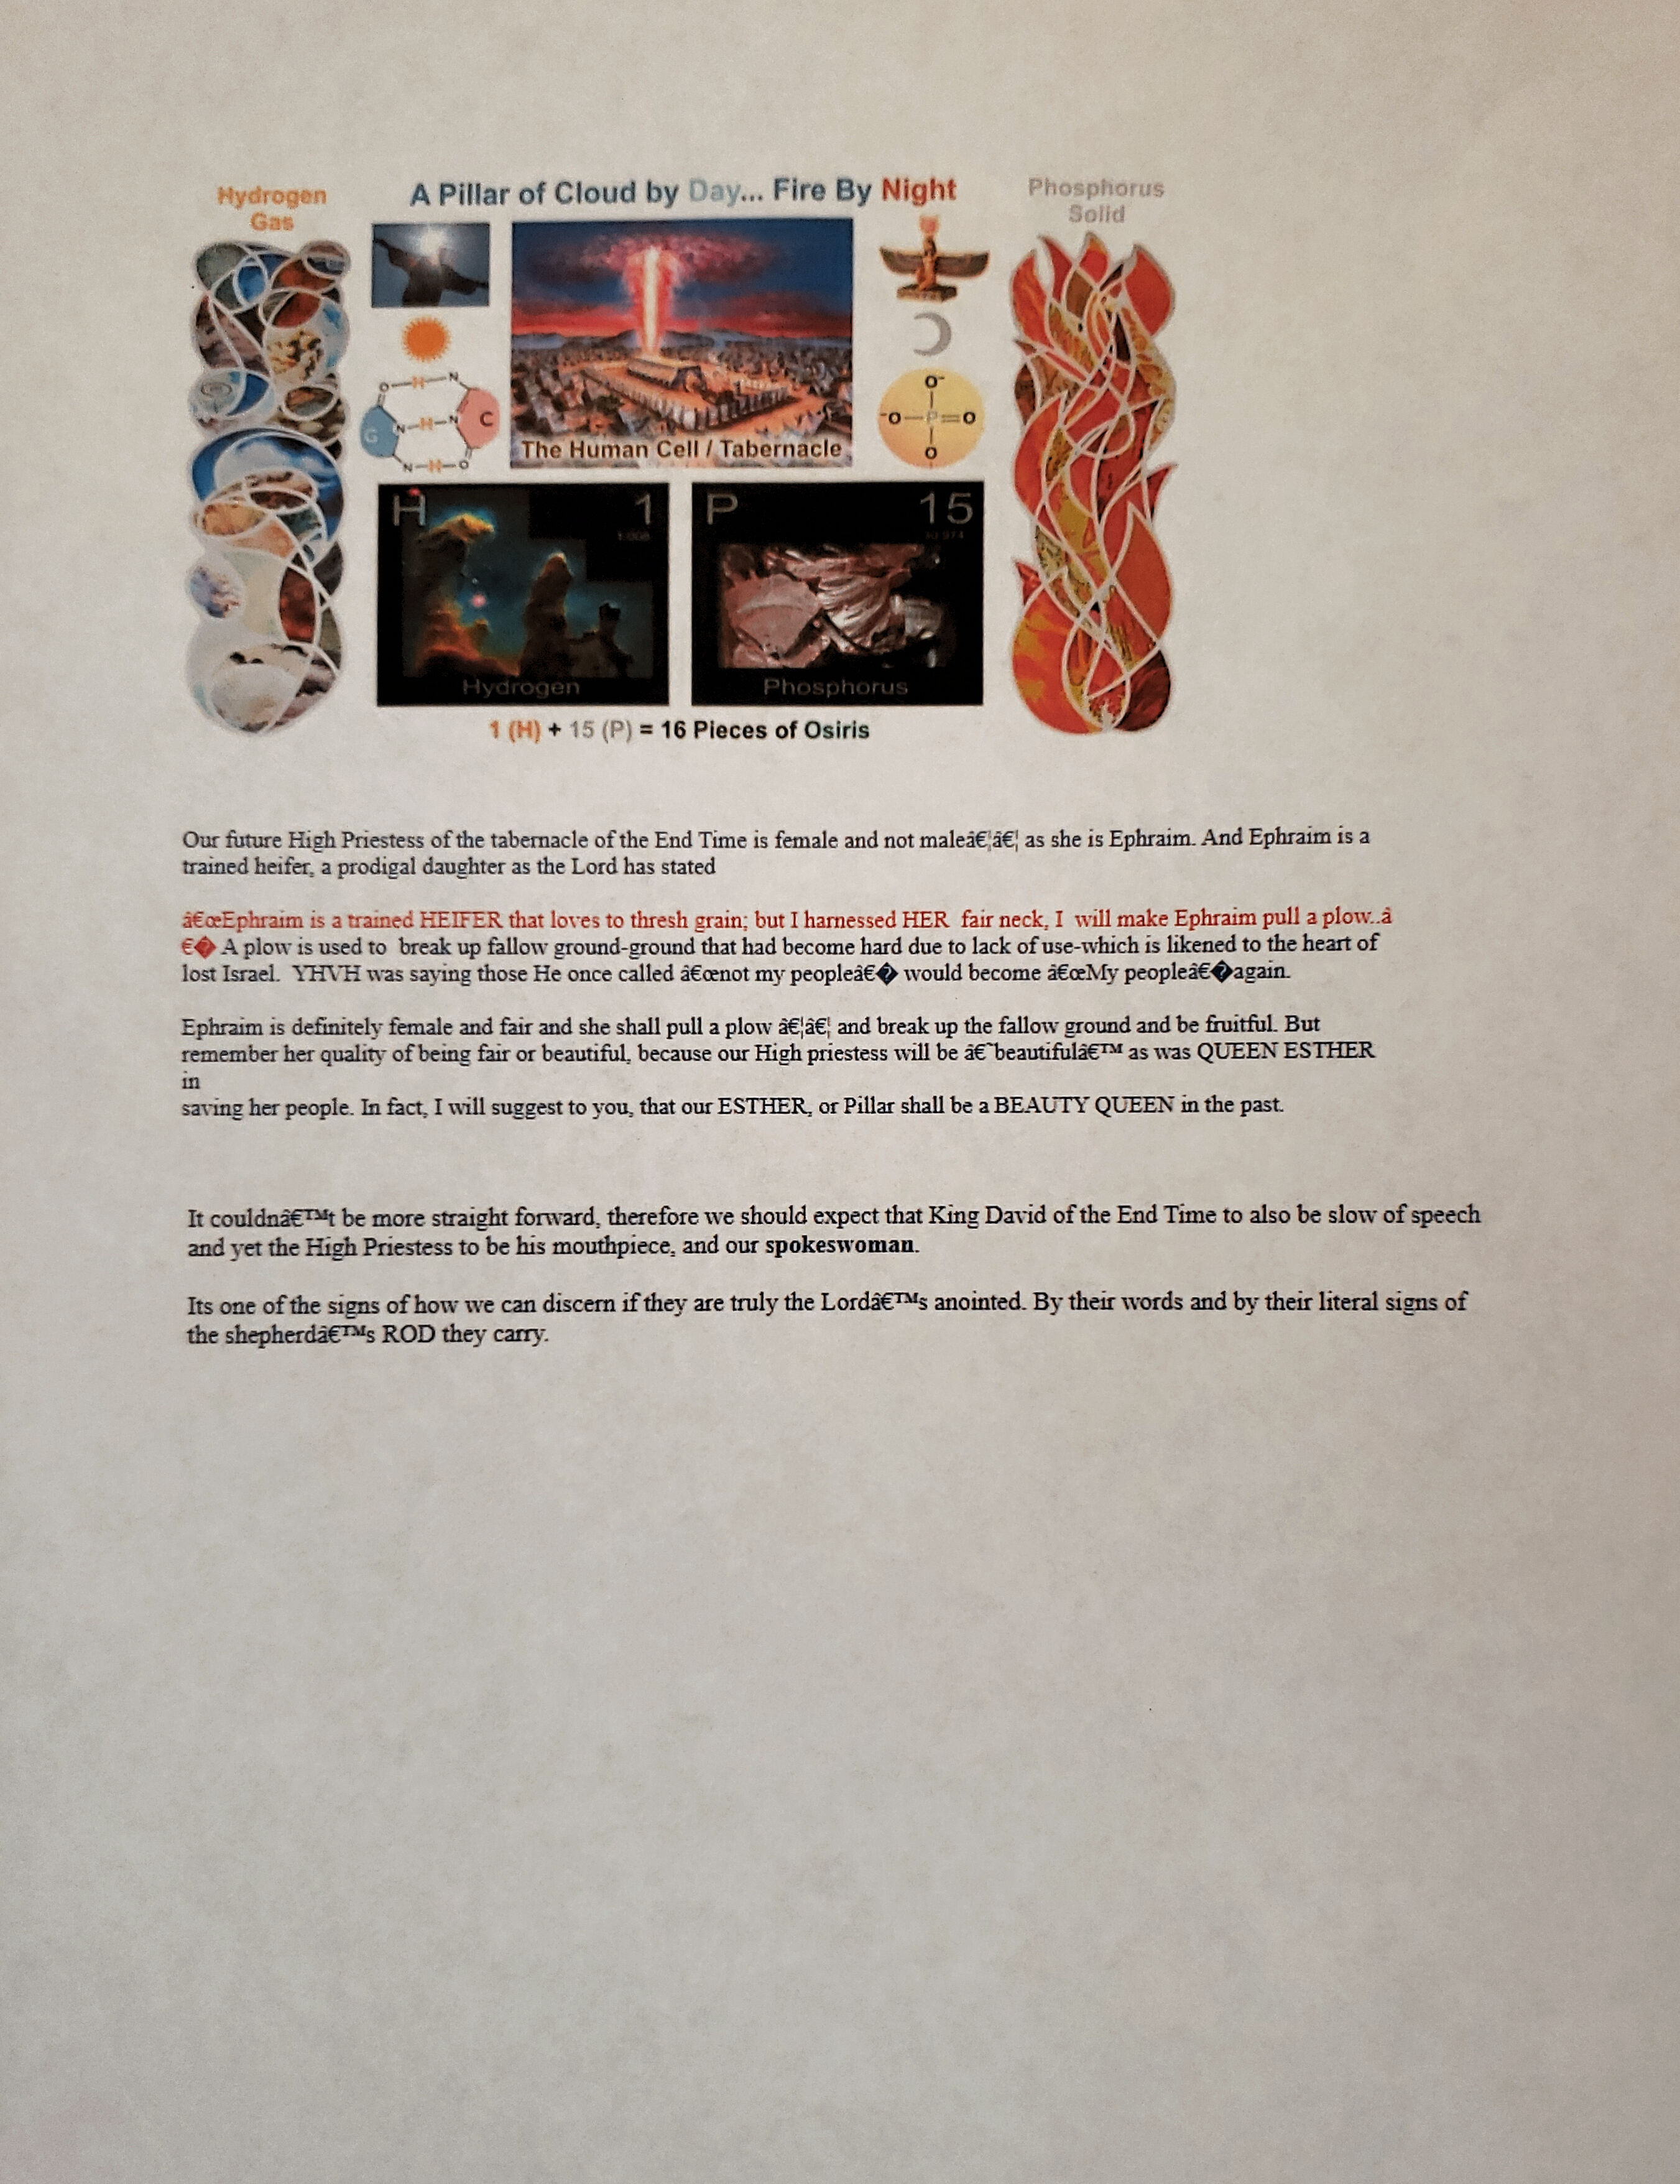 Hydrogen
Gas
A Pillar of Cloud by Day... Fire By Night
Phosphorus
Solid
O H N
G N H N C
N H O
The Human Cell / Tabernacle
O⁻
⁻O P O
O
H 1
1.008
Hydrogen
P 15
30.974
Phosphorus
1 (H) + 15 (P) = 16 Pieces of Osiris
Our future High Priestess of the tabernacle of the End Time is female and not maleâ€¦â€¦ as she is Ephraim. And Ephraim is a
trained heifer, a prodigal daughter as the Lord has stated
â€œEphraim is a trained HEIFER that loves to thresh grain; but I harnessed HER fair neck, I will make Ephraim pull a plow..â
€� A plow is used to break up fallow ground-ground that had become hard due to lack of use-which is likened to the heart of
lost Israel. YHVH was saying those He once called â€œnot my peopleâ€� would become â€œMy peopleâ€�again.
Ephraim is definitely female and fair and she shall pull a plow â€¦â€¦ and break up the fallow ground and be fruitful. But
remember her quality of being fair or beautiful, because our High priestess will be â€˜beautifulâ€™ as was QUEEN ESTHER
in
saving her people. In fact, I will suggest to you, that our ESTHER, or Pillar shall be a BEAUTY QUEEN in the past.
It couldnâ€™t be more straight forward, therefore we should expect that King David of the End Time to also be slow of speech
and yet the High Priestess to be his mouthpiece, and our spokeswoman.
Its one of the signs of how we can discern if they are truly the Lordâ€™s anointed. By their words and by their literal signs of
the shepherdâ€™s ROD they carry.